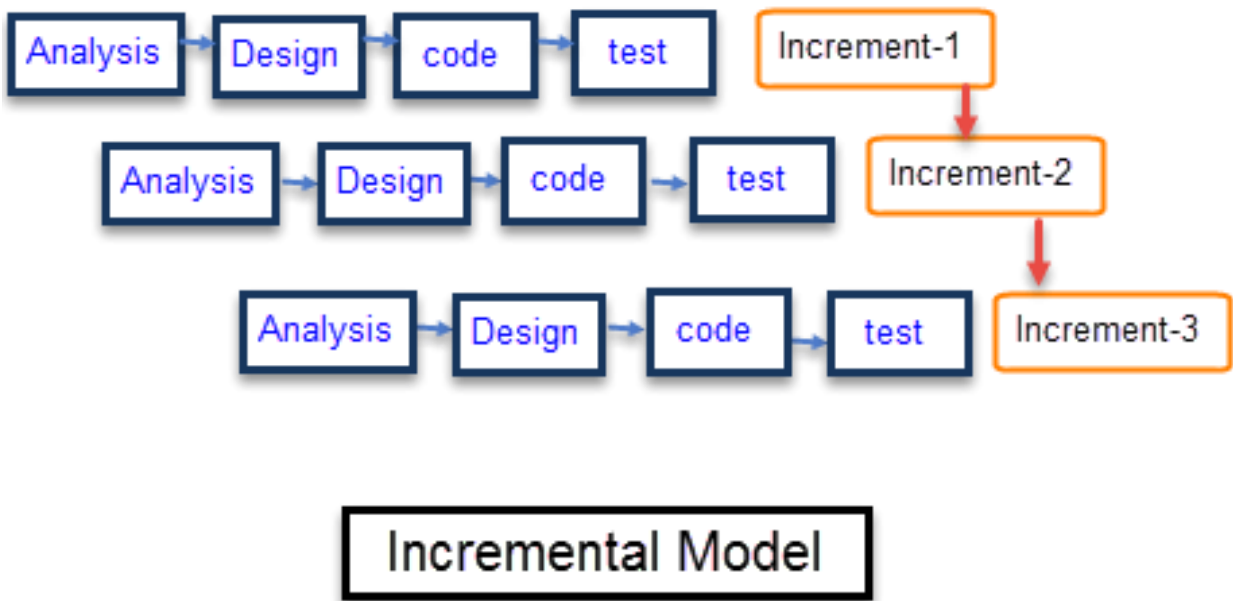 Analysis Design code test Increment-1
Analysis Design code test Increment-2
Analysis Design code test Increment-3
Incremental Model